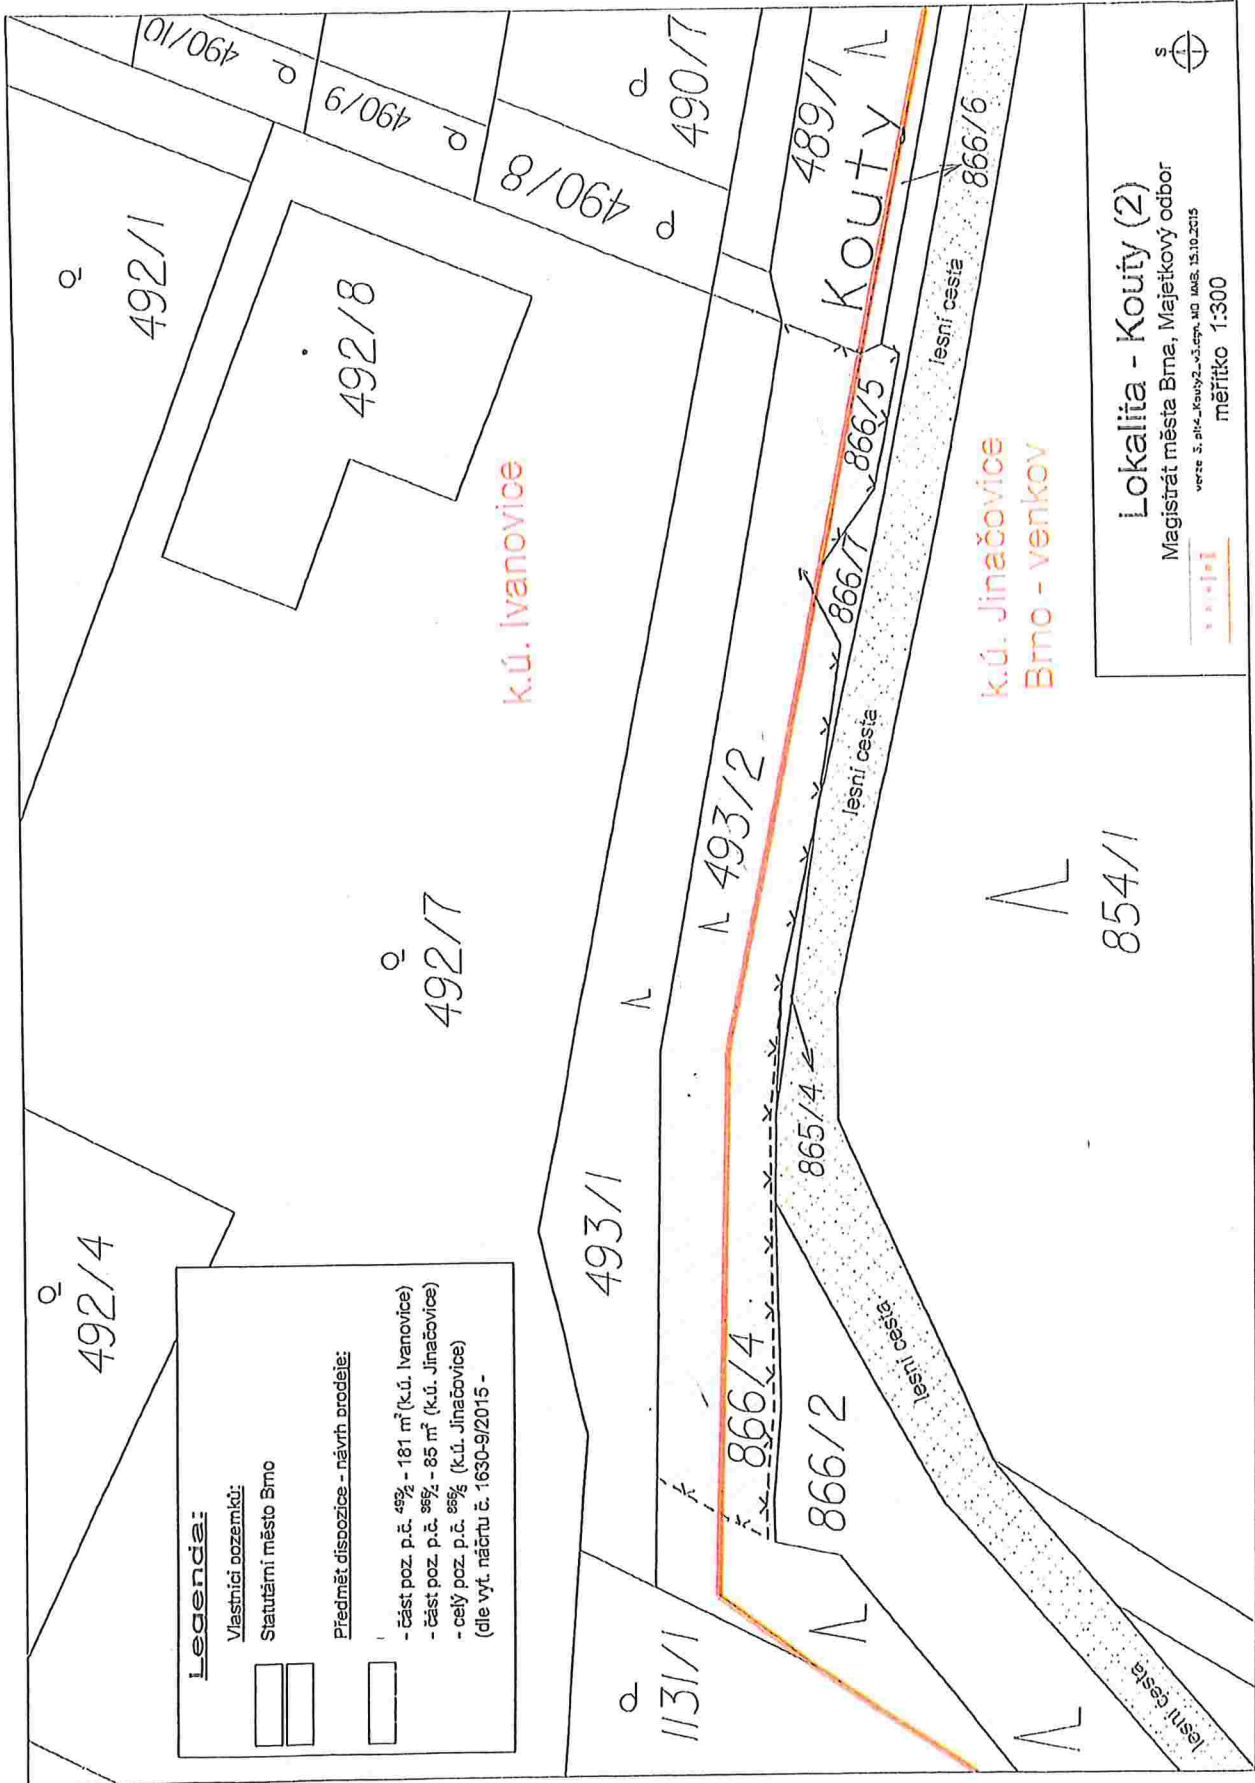 Legenda:
Vlastníci pozemků:
Statutární město Brno
Předmět dispozice - návrh prodeje:
- část poz. p.č. 493/2 - 181 m² (k.ú. Ivanovice)
- část poz. p.č. - 85 m² (k.ú. Jinačovice)
- celý poz. p.č. (k.ú. Jinačovice)
(dle vyt. náčrtu č. 1630-9/2015 -
492/4
492/1
490/10
490/9
492/8
490/8
490/7
492/7
k.ú. Ivanovice
489/1
Kouty
493/1
493/2
1131/1
866/4
866/2
865/4
866/7
866/5
866/6
lesní cesta
lesní cesta
lesní cesta
lesní cesta
854/1
k.ú. Jinačovice
Brno - venkov
Lokalita - Kouty (2)
Magistrát města Brna, Majetkový odbor
15.10.2015
měřítko 1:300
S